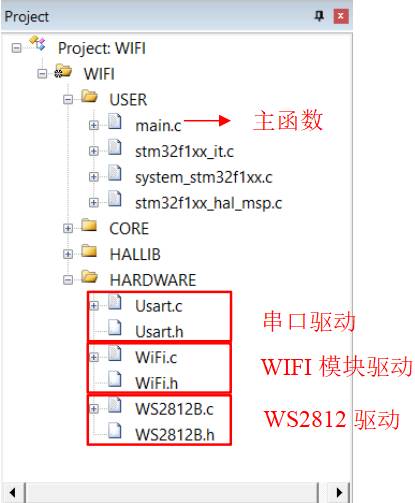 Project
Project: WIFI
WIFI
USER
main.c 主函数
stm32f1xx_it.c
system_stm32f1xx.c
stm32f1xx_hal_msp.c
CORE
HALLIB
HARDWARE
Usart.c
串口驱动
Usart.h
WiFi.c
WIFI 模块驱动
WiFi.h
WS2812B.c
WS2812 驱动
WS2812B.h